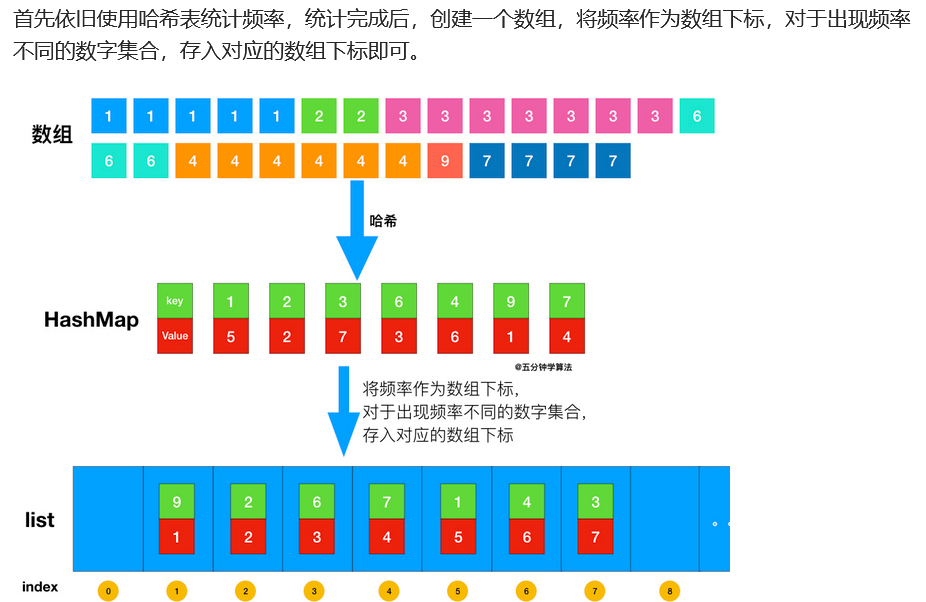 首先依旧使用哈希表统计频率，统计完成后，创建一个数组，将频率作为数组下标，对于出现频率
不同的数字集合，存入对应的数组下标即可。
数组
1 1 1 1 1 2 2 3 3 3 3 3 3 3 6
6 6 4 4 4 4 4 4 9 7 7 7 7
哈希
HashMap
key 1 2 3 6 4 9 7
Value 5 2 7 3 6 1 4
@五分钟学算法
将频率作为数组下标，
对于出现频率不同的数字集合，
存入对应的数组下标
list
9 2 6 7 1 4 3
1 2 3 4 5 6 7
index 0 1 2 3 4 5 6 7 8